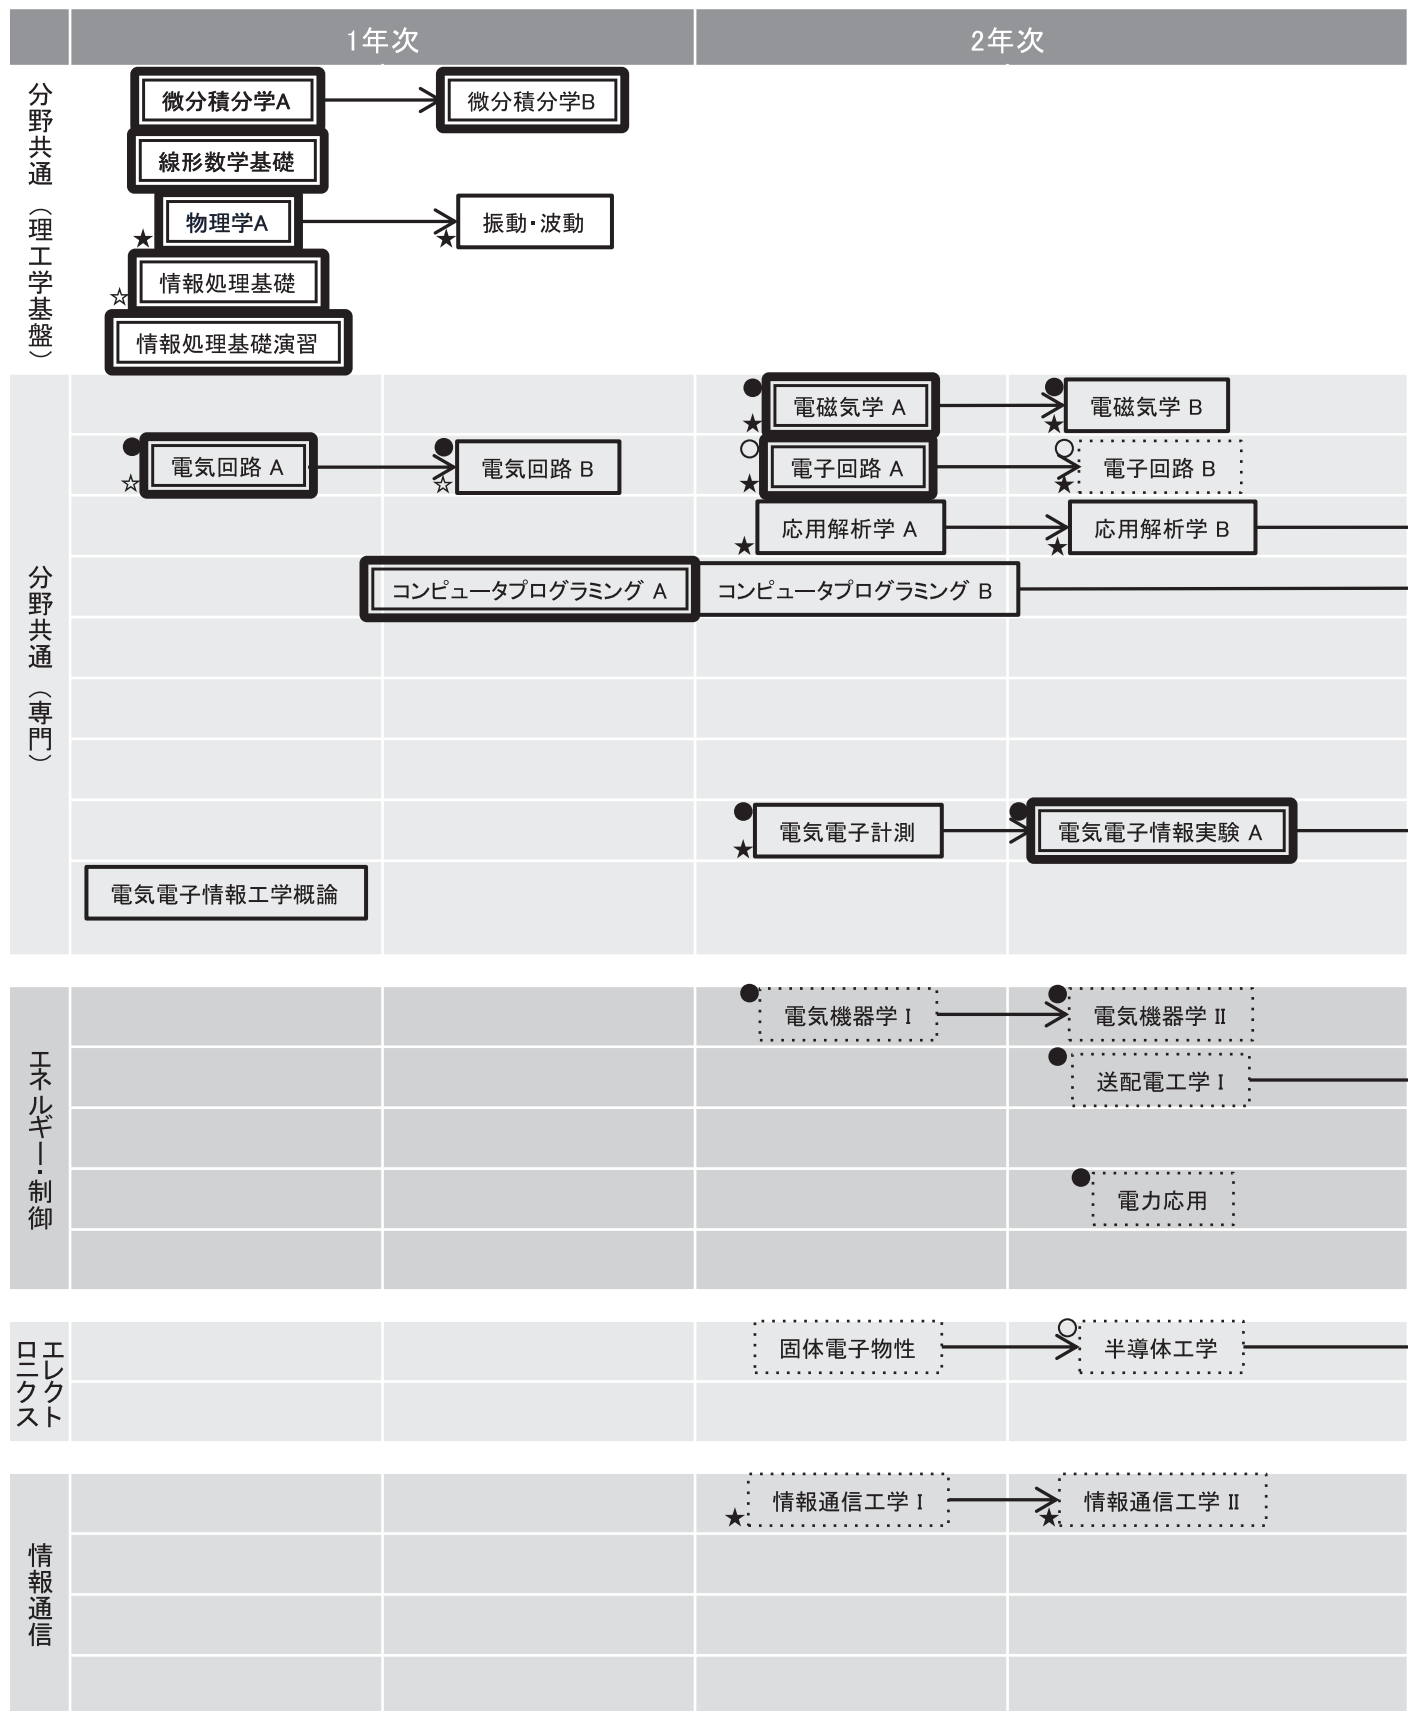 1年次
2年次
分野共通（理工学基盤）
微分積分学A
微分積分学B
線形数学基礎
物理学A
★
振動・波動
★
情報処理基礎
☆
情報処理基礎演習
分野共通（専門）
● 電磁気学 A
★
● 電磁気学 B
★
● 電気回路 A
☆
● 電気回路 B
☆
○ 電子回路 A
★
○ 電子回路 B
★
応用解析学 A
★
応用解析学 B
★
コンピュータプログラミング A
コンピュータプログラミング B
● 電気電子計測
★
● 電気電子情報実験 A
電気電子情報工学概論
エネルギー・制御
● 電気機器学 I
● 電気機器学 II
● 送配電工学 I
● 電力応用
エレクト
ロニクス
固体電子物性
○ 半導体工学
情報通信
情報通信工学 I
★
情報通信工学 II
★